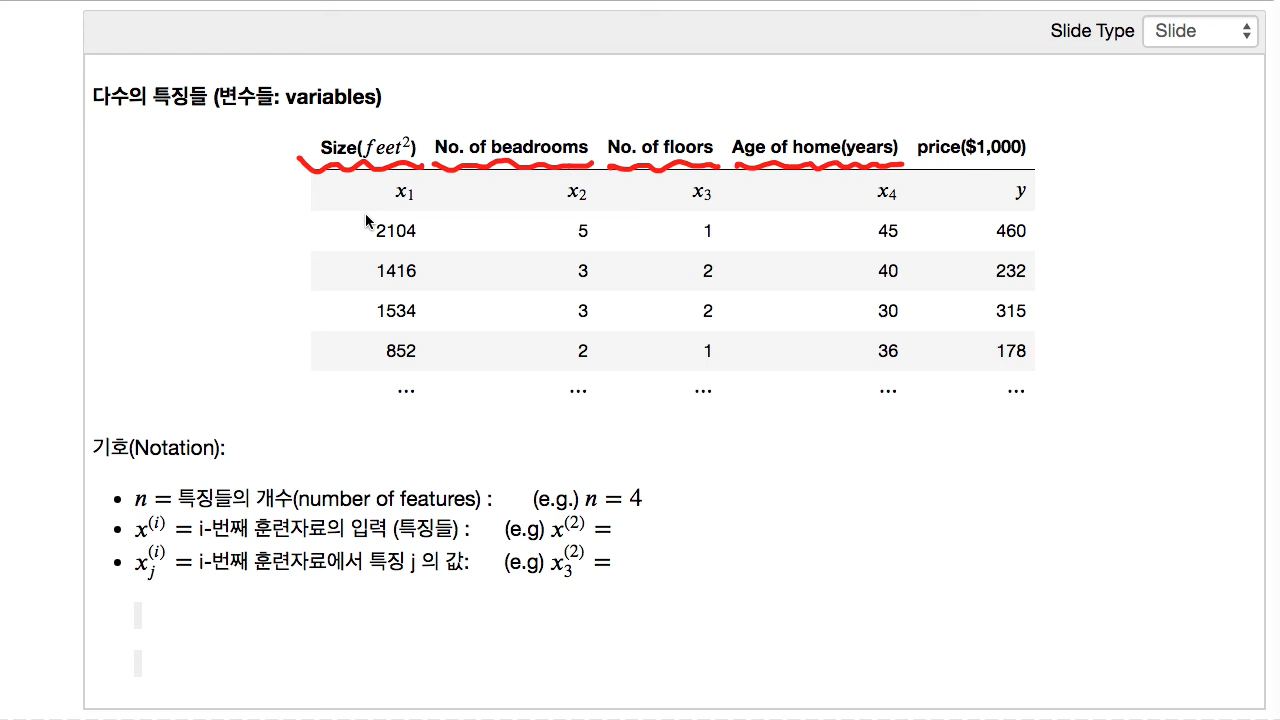 Slide Type Slide
다수의 특징들 (변수들: variables)
Size(feet²) No. of beadrooms No. of floors Age of home(years) price($1,000)
x₁ x₂ x₃ x₄ y
2104 5 1 45 460
1416 3 2 40 232
1534 3 2 30 315
852 2 1 36 178
... ... ... ... ...
기호(Notation):
• n = 특징들의 개수(number of features) : (e.g.) n = 4
• x⁽ⁱ⁾ = i-번째 훈련자료의 입력 (특징들) : (e.g) x⁽²⁾ =
• xⱼ⁽ⁱ⁾ = i-번째 훈련자료에서 특징 j 의 값: (e.g) x₃⁽²⁾ =